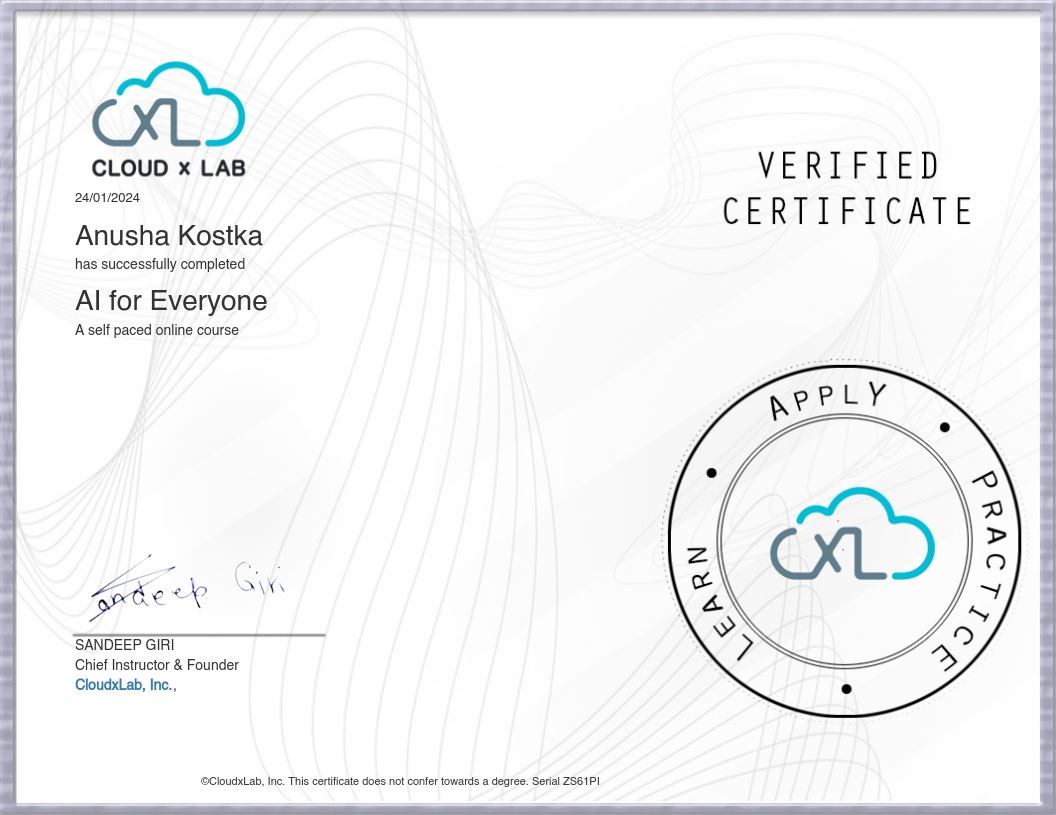 CXL
CLOUD x LAB
24/01/2024
Anusha Kostka
has successfully completed
AI for Everyone
A self paced online course
VERIFIED
CERTIFICATE
LEARN
APPLY
PRACTICE
CXL
Sandeep Giri
SANDEEP GIRI
Chief Instructor & Founder
CloudxLab, Inc.,
©CloudxLab, Inc. This certificate does not confer towards a degree. Serial ZS61PI